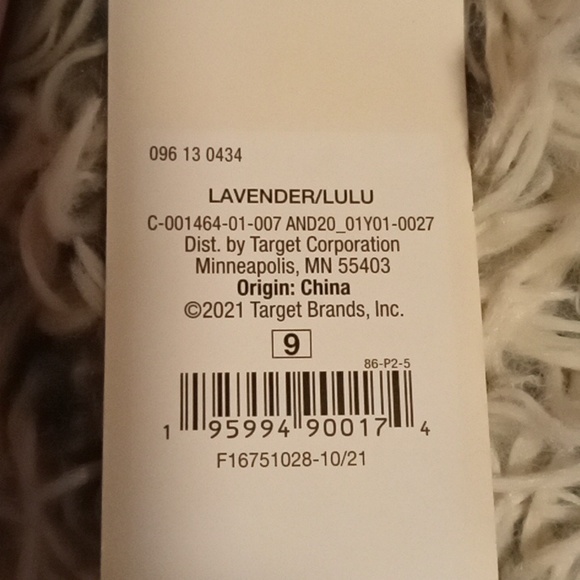 096 13 0434
LAVENDER/LULU
C-001464-01-007 AND20_01Y01-0027
Dist. by Target Corporation
Minneapolis, MN 55403
Origin: China
©2021 Target Brands, Inc.
9
86-P2-5
1 95994 90017 4
F16751028-10/21